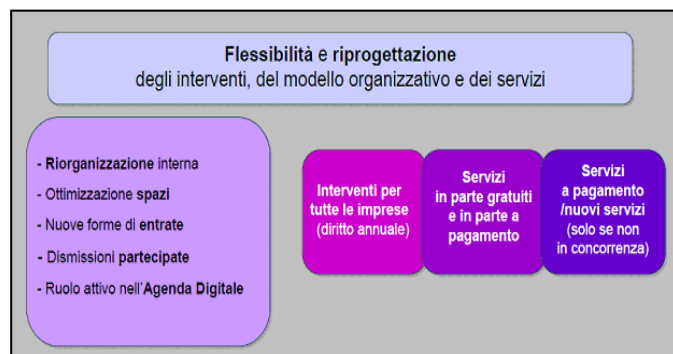 Flessibilità e riprogettazione
degli interventi, del modello organizzativo e dei servizi
- Riorganizzazione interna
- Ottimizzazione spazi
- Nuove forme di entrate
- Dismissioni partecipate
- Ruolo attivo nell'Agenda Digitale
Interventi per
tutte le imprese
(diritto annuale)
Servizi
in parte gratuiti
e in parte a
pagamento
Servizi
a pagamento
/nuovi servizi
(solo se non
in concorrenza)